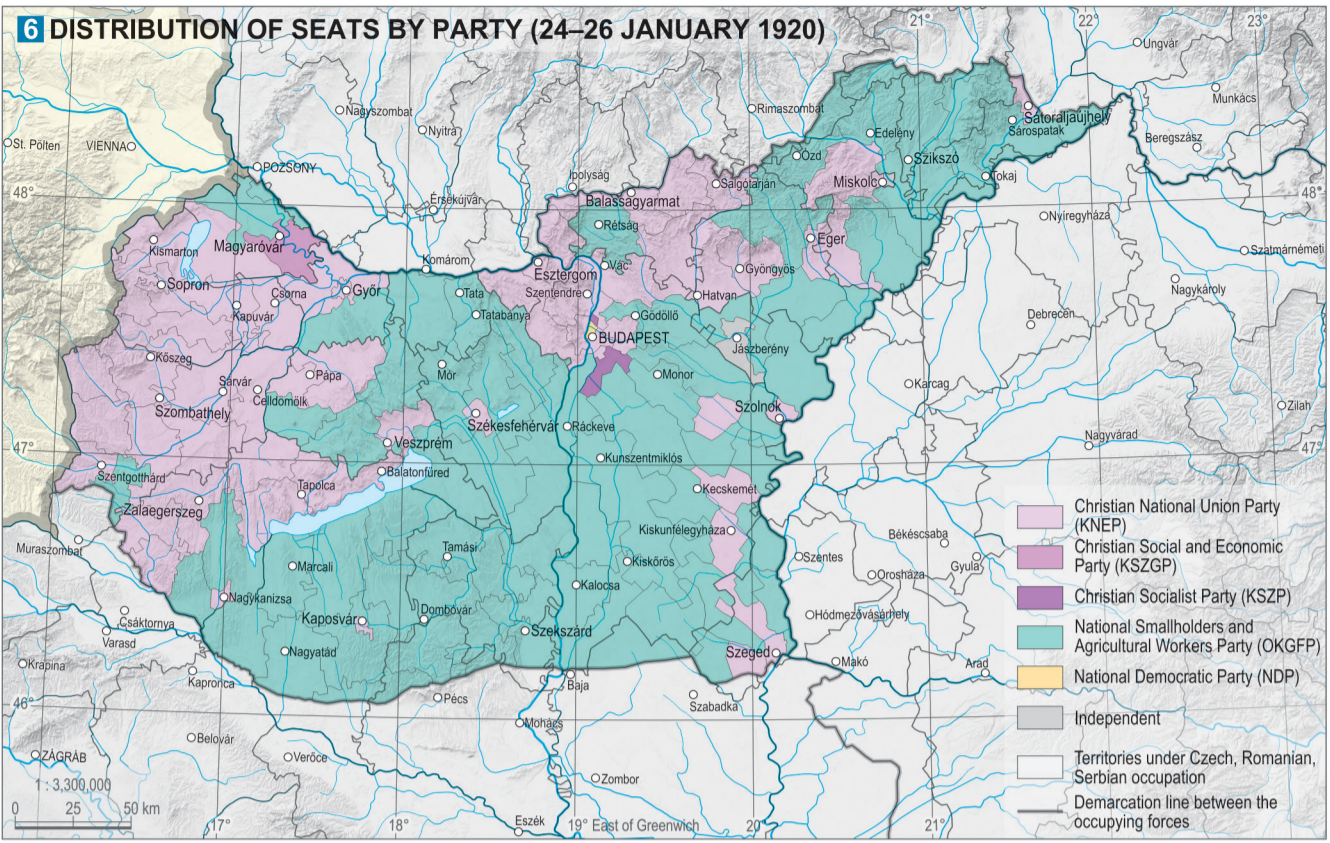 6 DISTRIBUTION OF SEATS BY PARTY (24–26 JANUARY 1920)
21°
22°
23°
Ungvár
Nagyszombat
Nyitra
Rimaszombat
Munkács
Sátoraljaújhely
Sárospatak
Edelény
Beregszász
St. Pölten
VIENNA
POZSONY
Ózd
Szikszó
Tokaj
48°
48°
Ipolyság
Salgótarján
Miskolc
Balassagyarmat
Érsekújvár
Nyíregyháza
Rétság
Kismarton
Magyaróvár
Eger
Szatmárnémeti
Komárom
Esztergom
Vác
Gyöngyös
Sopron
Csorna
Győr
Tata
Szentendre
Hatvan
Nagykároly
Kapuvár
Tatabánya
Gödöllő
BUDAPEST
Jászberény
Debrecen
Kőszeg
Pápa
Mór
Monor
Sárvár
Celldömölk
Karcag
Szombathely
Szolnok
Zilah
Székesfehérvár
Ráckeve
Veszprém
Nagyvárad
47°
47°
Kunszentmiklós
Szentgotthárd
Balatonfüred
Tapolca
Kecskemét
Zalaegerszeg
Kiskunfélegyháza
Muraszombat
Tamási
Békéscsaba
Szentes
Gyula
Marcali
Kiskőrös
Orosháza
Kalocsa
Nagykanizsa
Csáktornya
Kaposvár
Dombóvár
Hódmezővásárhely
Varasd
Szekszárd
Nagyatád
Szeged
Krapina
Makó
Arad
Kapronca
Baja
46°
Pécs
Szabadka
Mohács
Belovár
ZÁGRÁB
Verőce
Zombor
1 : 3,300,000
0 25 50 km
Eszék
17°
18°
19° East of Greenwich
20°
21°
Christian National Union Party
(KNEP)
Christian Social and Economic
Party (KSZGP)
Christian Socialist Party (KSZP)
National Smallholders and
Agricultural Workers Party (OKGFP)
National Democratic Party (NDP)
Independent
Territories under Czech, Romanian,
Serbian occupation
Demarcation line between the
occupying forces